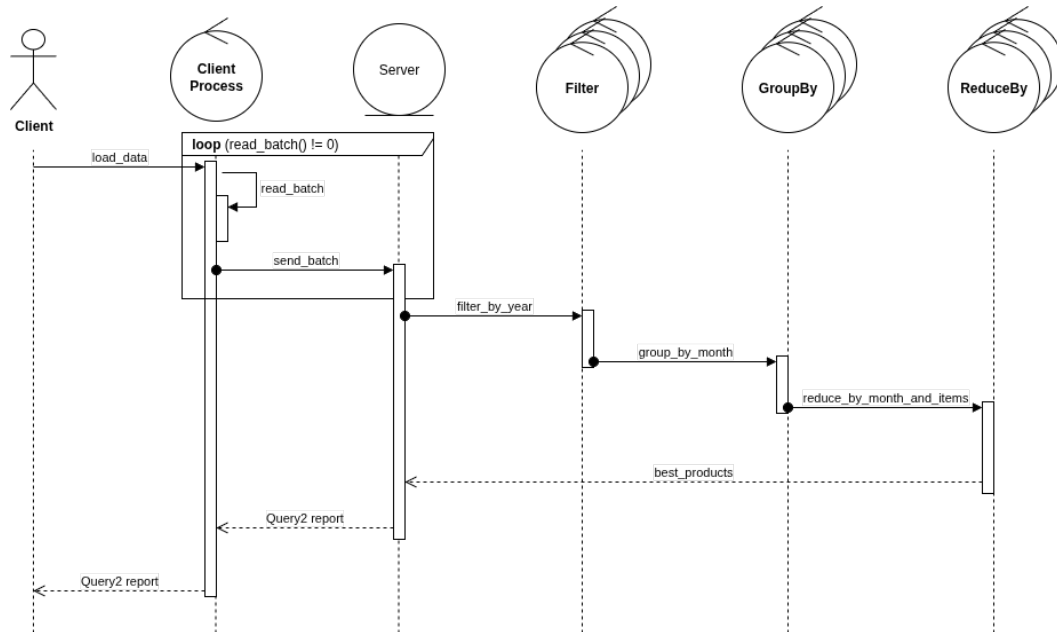 Client
Process
Server
Filter
GroupBy
ReduceBy
Client
loop (read_batch() != 0)
load_data
read_batch
send_batch
filter_by_year
group_by_month
reduce_by_month_and_items
best_products
Query2 report
Query2 report